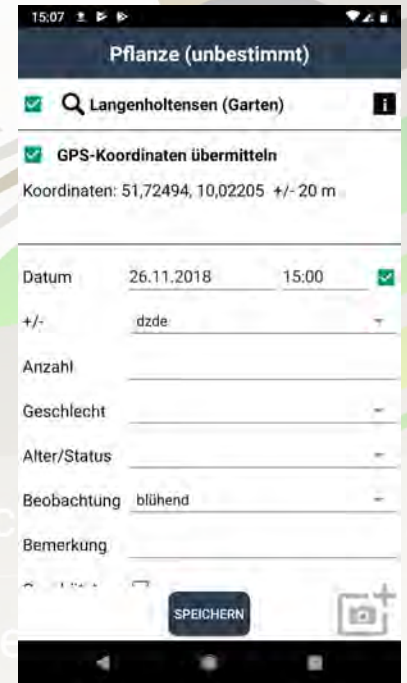 15:07
Pflanze (unbestimmt)
Langenholtensen (Garten)
i
GPS-Koordinaten übermitteln
Koordinaten: 51,72494, 10,02205 +/- 20 m
Datum 26.11.2018 15:00
+/- dzde
Anzahl
Geschlecht
Alter/Status
Beobachtung blühend
Bemerkung
SPEICHERN